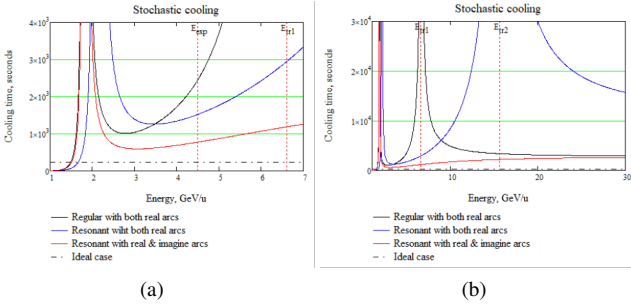 Stochastic cooling
4×10³
3×10³
2×10³
1×10³
0
E_exp
E_tr1
Cooling time, seconds
1 2 3 4 5 6 7
Energy, GeV/u
Regular with both real arcs
Resonant wiht both real arcs
Resonant with real & imagine arcs
Ideal case
(a)
Stochastic cooling
3×10⁴
2×10⁴
1×10⁴
0
E_tr1
E_tr2
Cooling time, seconds
10 20 30
Energy, GeV/u
Regular with both real arcs
Resonant with both real arcs
Resonant with real & imagine arcs
Ideal case
(b)